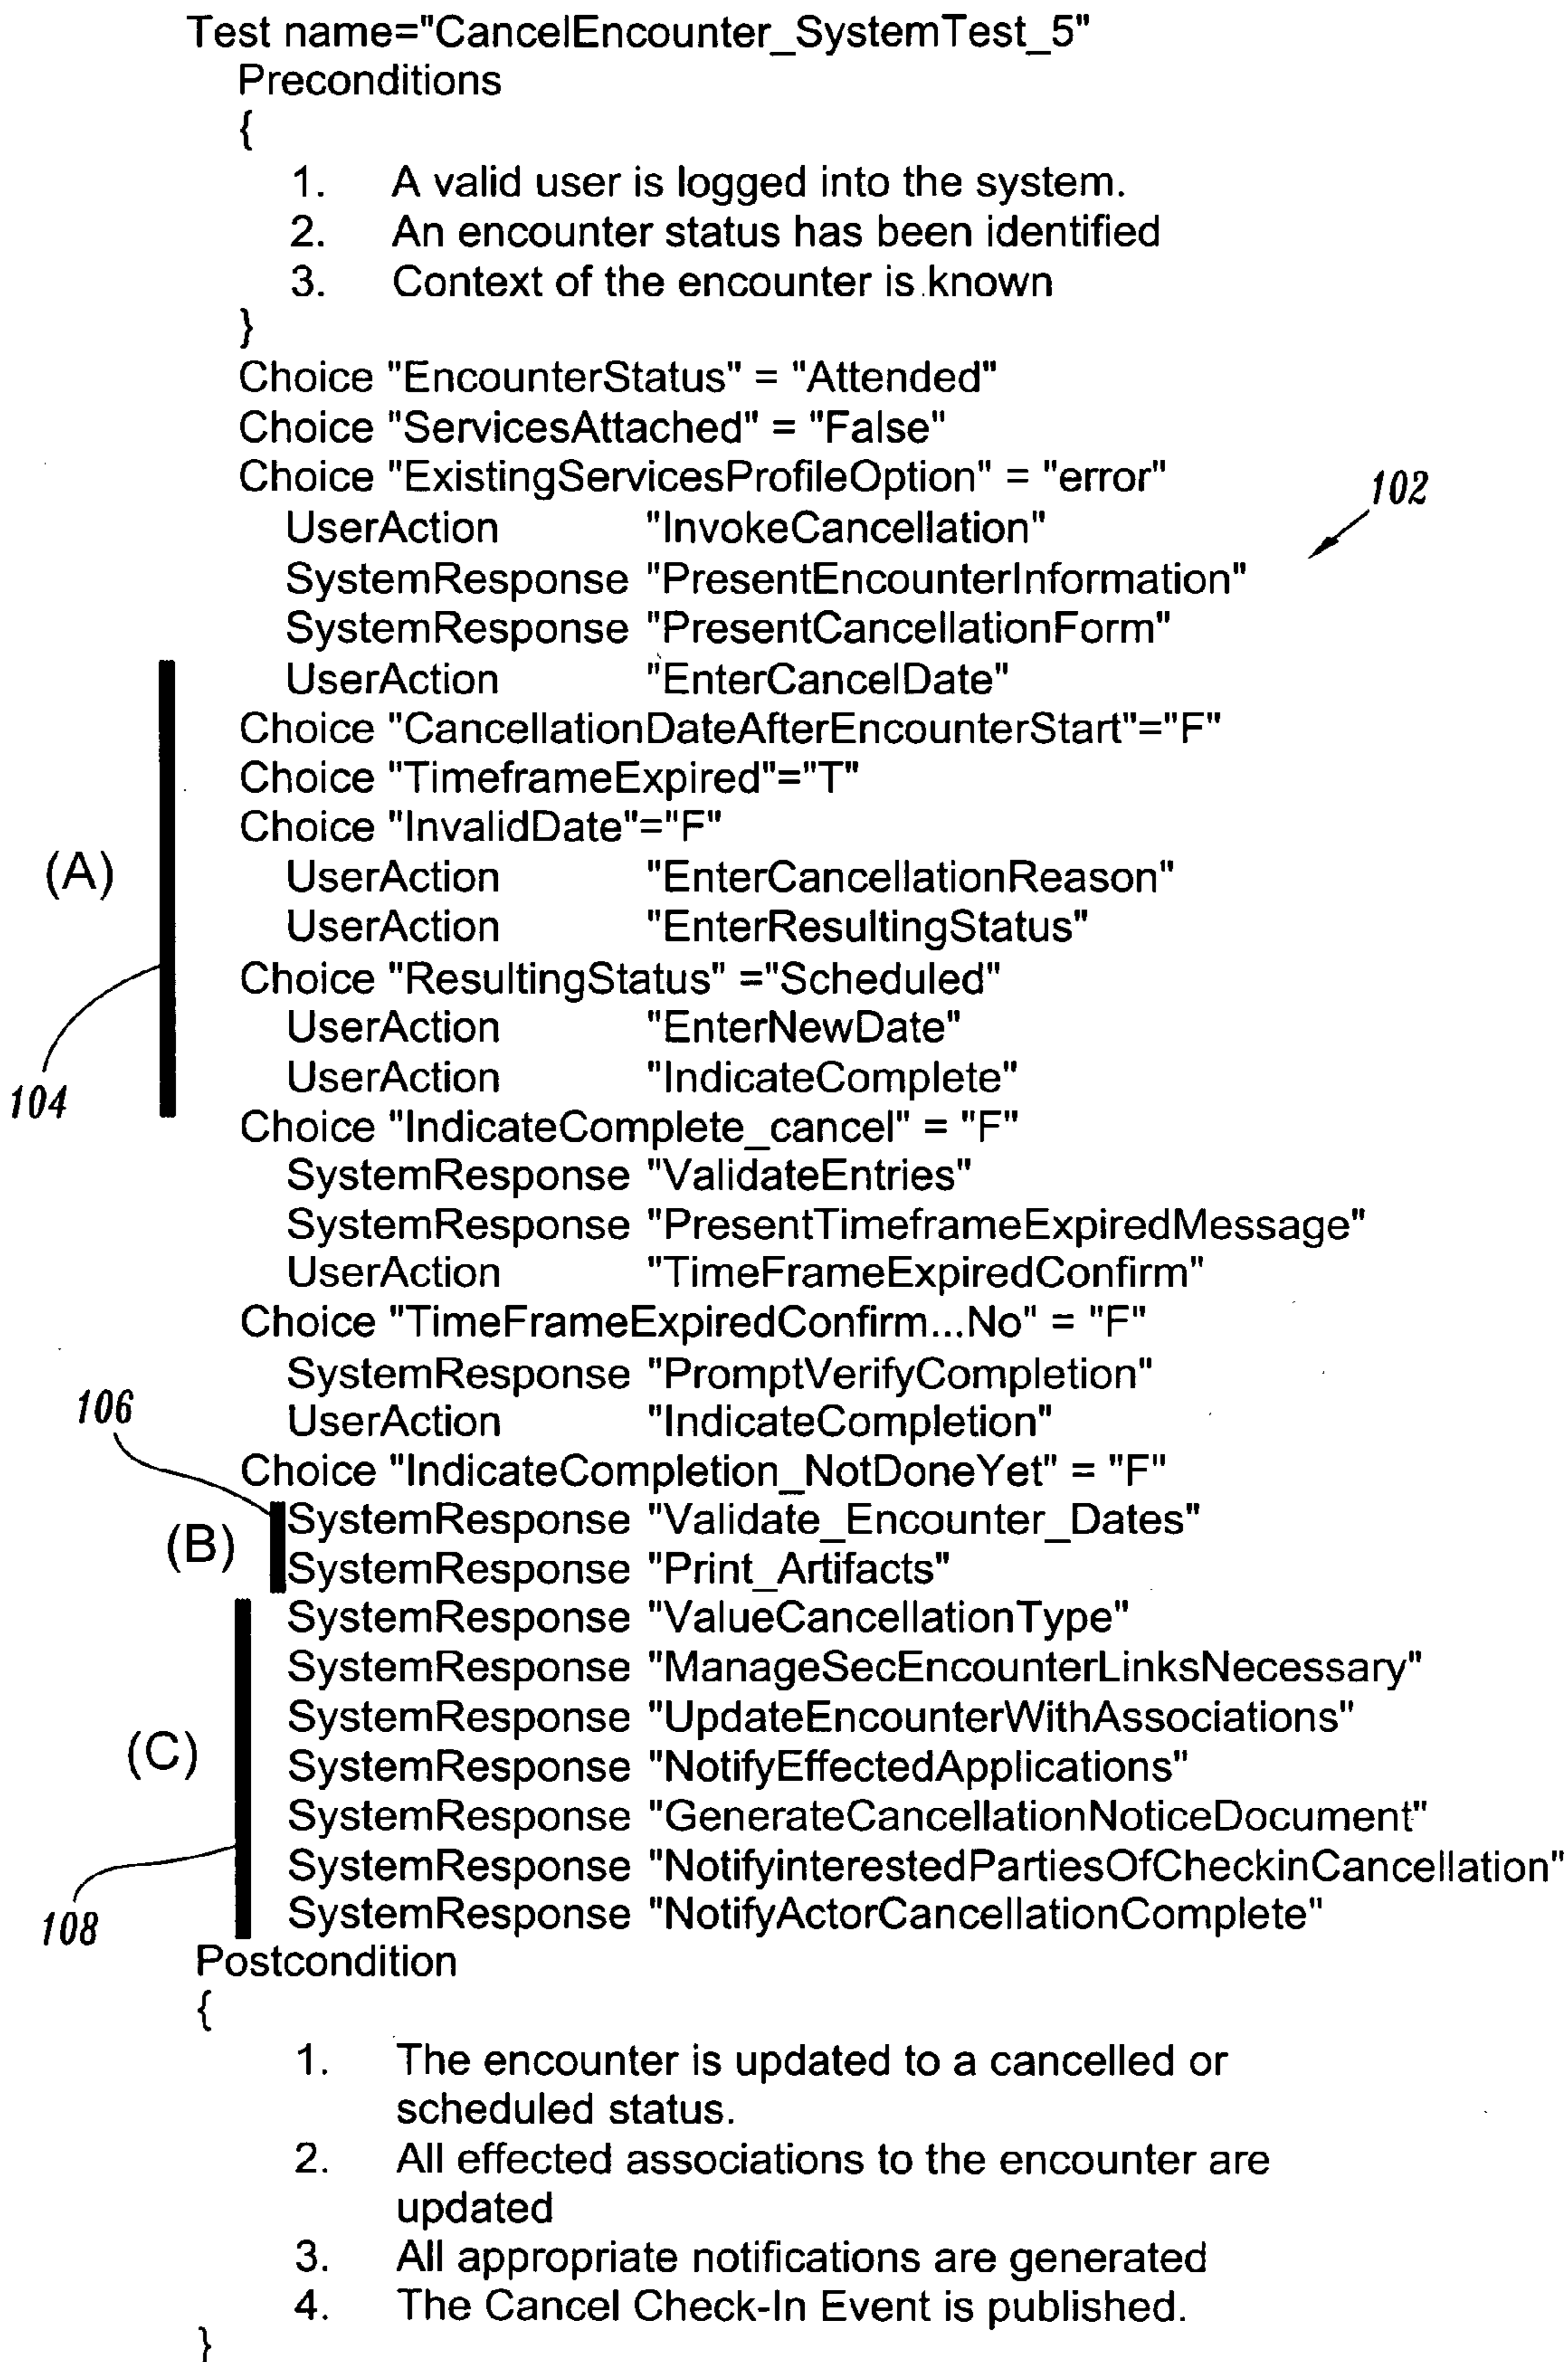 Test name="CancelEncounter_SystemTest_5"
Preconditions
{
1. A valid user is logged into the system.
2. An encounter status has been identified
3. Context of the encounter is known
}
Choice "EncounterStatus" = "Attended"
Choice "ServicesAttached" = "False"
Choice "ExistingServicesProfileOption" = "error"
102
UserAction "InvokeCancellation"
SystemResponse "PresentEncounterInformation"
SystemResponse "PresentCancellationForm"
UserAction "EnterCancelDate"
Choice "CancellationDateAfterEncounterStart"="F"
Choice "TimeframeExpired"="T"
Choice "InvalidDate"="F"
(A)
UserAction "EnterCancellationReason"
UserAction "EnterResultingStatus"
Choice "ResultingStatus" ="Scheduled"
UserAction "EnterNewDate"
UserAction "IndicateComplete"
104
Choice "IndicateComplete_cancel" = "F"
SystemResponse "ValidateEntries"
SystemResponse "PresentTimeframeExpiredMessage"
UserAction "TimeFrameExpiredConfirm"
Choice "TimeFrameExpiredConfirm...No" = "F"
SystemResponse "PromptVerifyCompletion"
106
UserAction "IndicateCompletion"
Choice "IndicateCompletion_NotDoneYet" = "F"
SystemResponse "Validate_Encounter_Dates"
(B)
SystemResponse "Print_Artifacts"
SystemResponse "ValueCancellationType"
SystemResponse "ManageSecEncounterLinksNecessary"
SystemResponse "UpdateEncounterWithAssociations"
(C)
SystemResponse "NotifyEffectedApplications"
SystemResponse "GenerateCancellationNoticeDocument"
SystemResponse "NotifyinterestedPartiesOfCheckinCancellation"
SystemResponse "NotifyActorCancellationComplete"
108
Postcondition
{
1. The encounter is updated to a cancelled or
scheduled status.
2. All effected associations to the encounter are
updated
3. All appropriate notifications are generated
4. The Cancel Check-In Event is published.
}